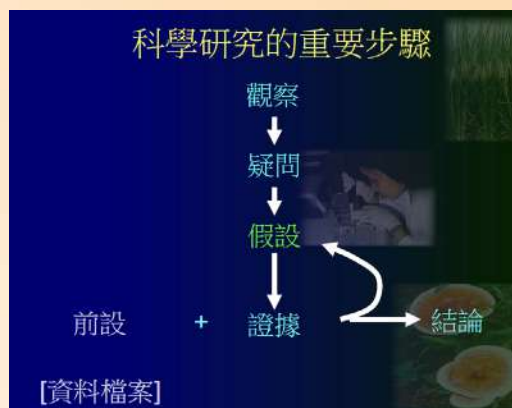 科學研究的重要步驟
觀察
疑問
假設
前設 + 證據 結論
[資料檔案]